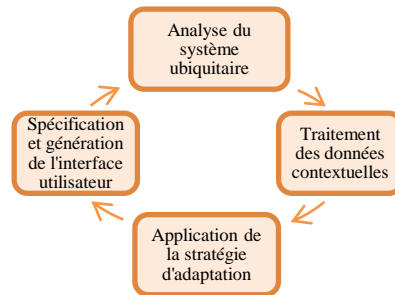 Analyse du
système
ubiquitaire
Traitement
des données
contextuelles
Application de
la stratégie
d'adaptation
Spécification
et génération
de l'interface
utilisateur